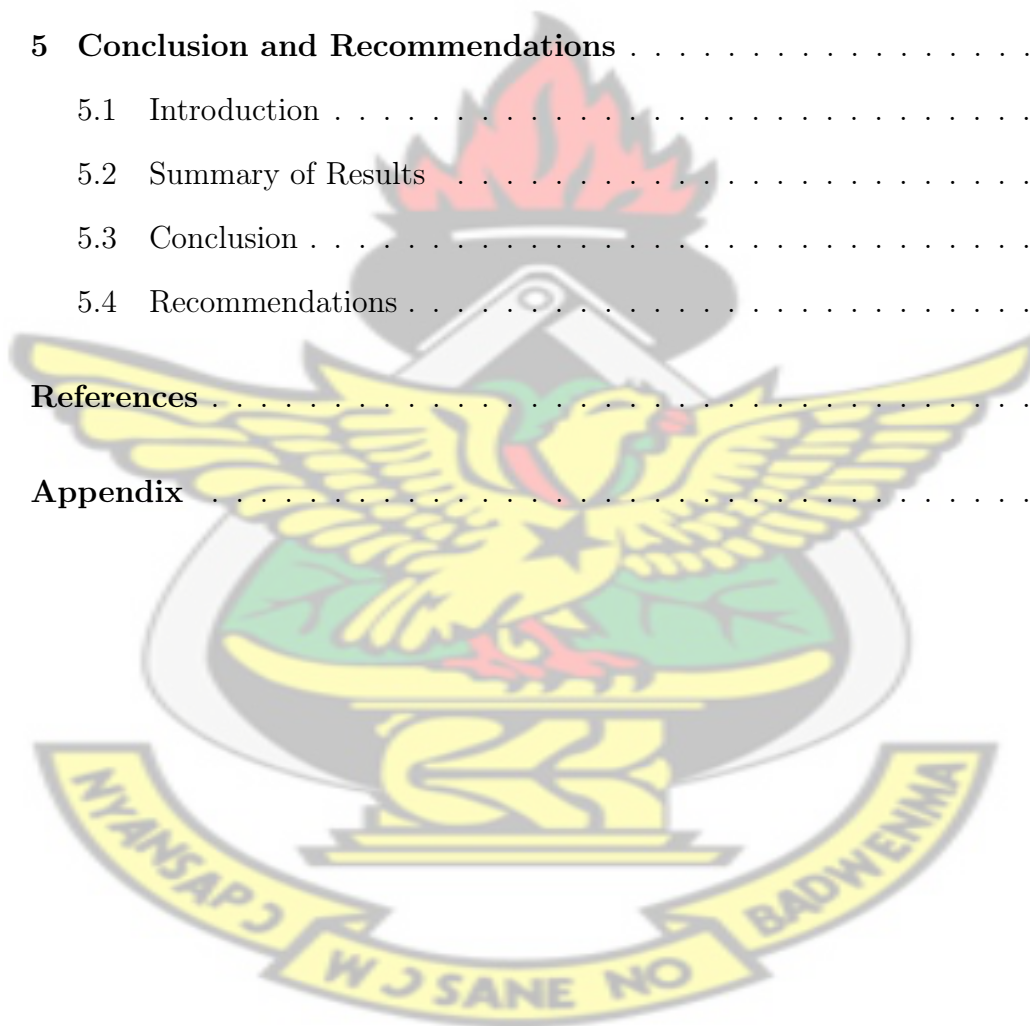 5 Conclusion and Recommendations . . . . . . . . . . . . . . . . .
5.1 Introduction . . . . . . . . . . . . . . . . . . . . . . . . . . . . .
5.2 Summary of Results . . . . . . . . . . . . . . . . . . . . . . . .
5.3 Conclusion . . . . . . . . . . . . . . . . . . . . . . . . . . . . . .
5.4 Recommendations . . . . . . . . . . . . . . . . . . . . . . . . . .
References . . . . . . . . . . . . . . . . . . . . . . . . . . . . . . . . . .
Appendix . . . . . . . . . . . . . . . . . . . . . . . . . . . . . . . . . .
NYANSAPƆ
WƆSANE NO
BADWENMA